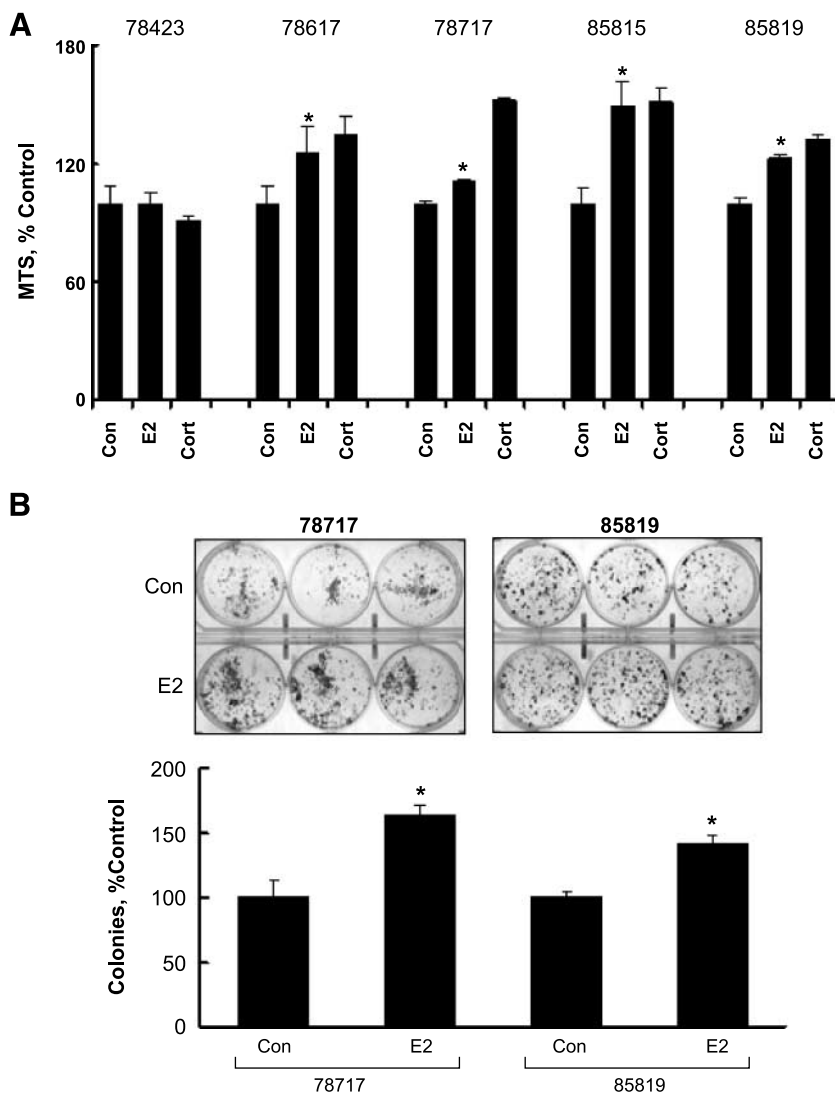 A
78423 78617 78717 85815 85819
MTS, % Control
180
120
60
0
Con E2 Cort Con E2 Cort Con E2 Cort Con E2 Cort Con E2 Cort
* * * *
B
78717 85819
Con
E2
Colonies, %Control
200
150
100
50
0
* *
Con E2 Con E2
78717 85819